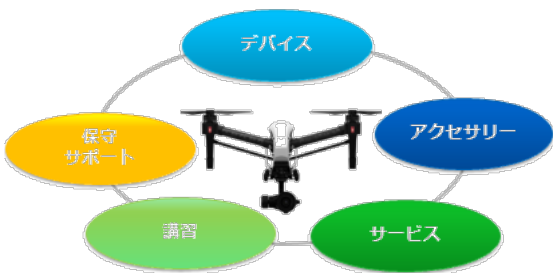 デバイス
アクセサリー
サービス
講習
保守
サポート